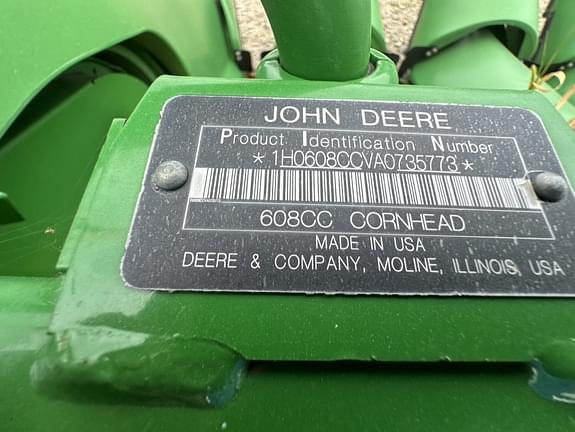 JOHN DEERE
Product Identification Number
*1H0608CCVA0735773*
608CC CORNHEAD
MADE IN USA
DEERE & COMPANY, MOLINE, ILLINOIS, USA